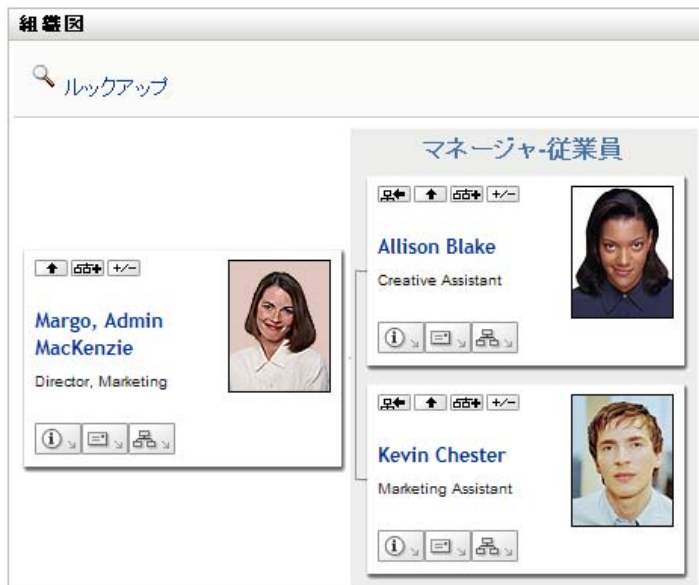 組織図
ルックアップ
マネージャ-従業員
+/-
Allison Blake
Creative Assistant
+/-
Margo, Admin
MacKenzie
Director, Marketing
+/-
Kevin Chester
Marketing Assistant